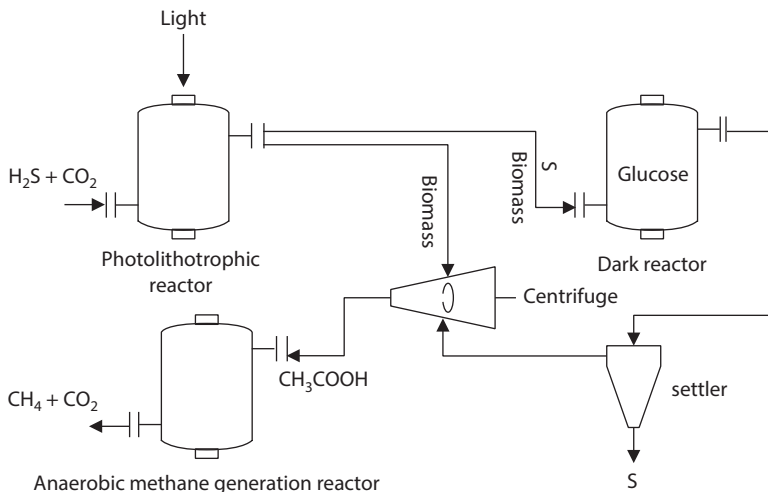 Light
H₂S + CO₂
Photolithotrophic
reactor
Biomass
S
Biomass
Glucose
Dark reactor
Centrifuge
CH₃COOH
CH₄ + CO₂
settler
S
Anaerobic methane generation reactor